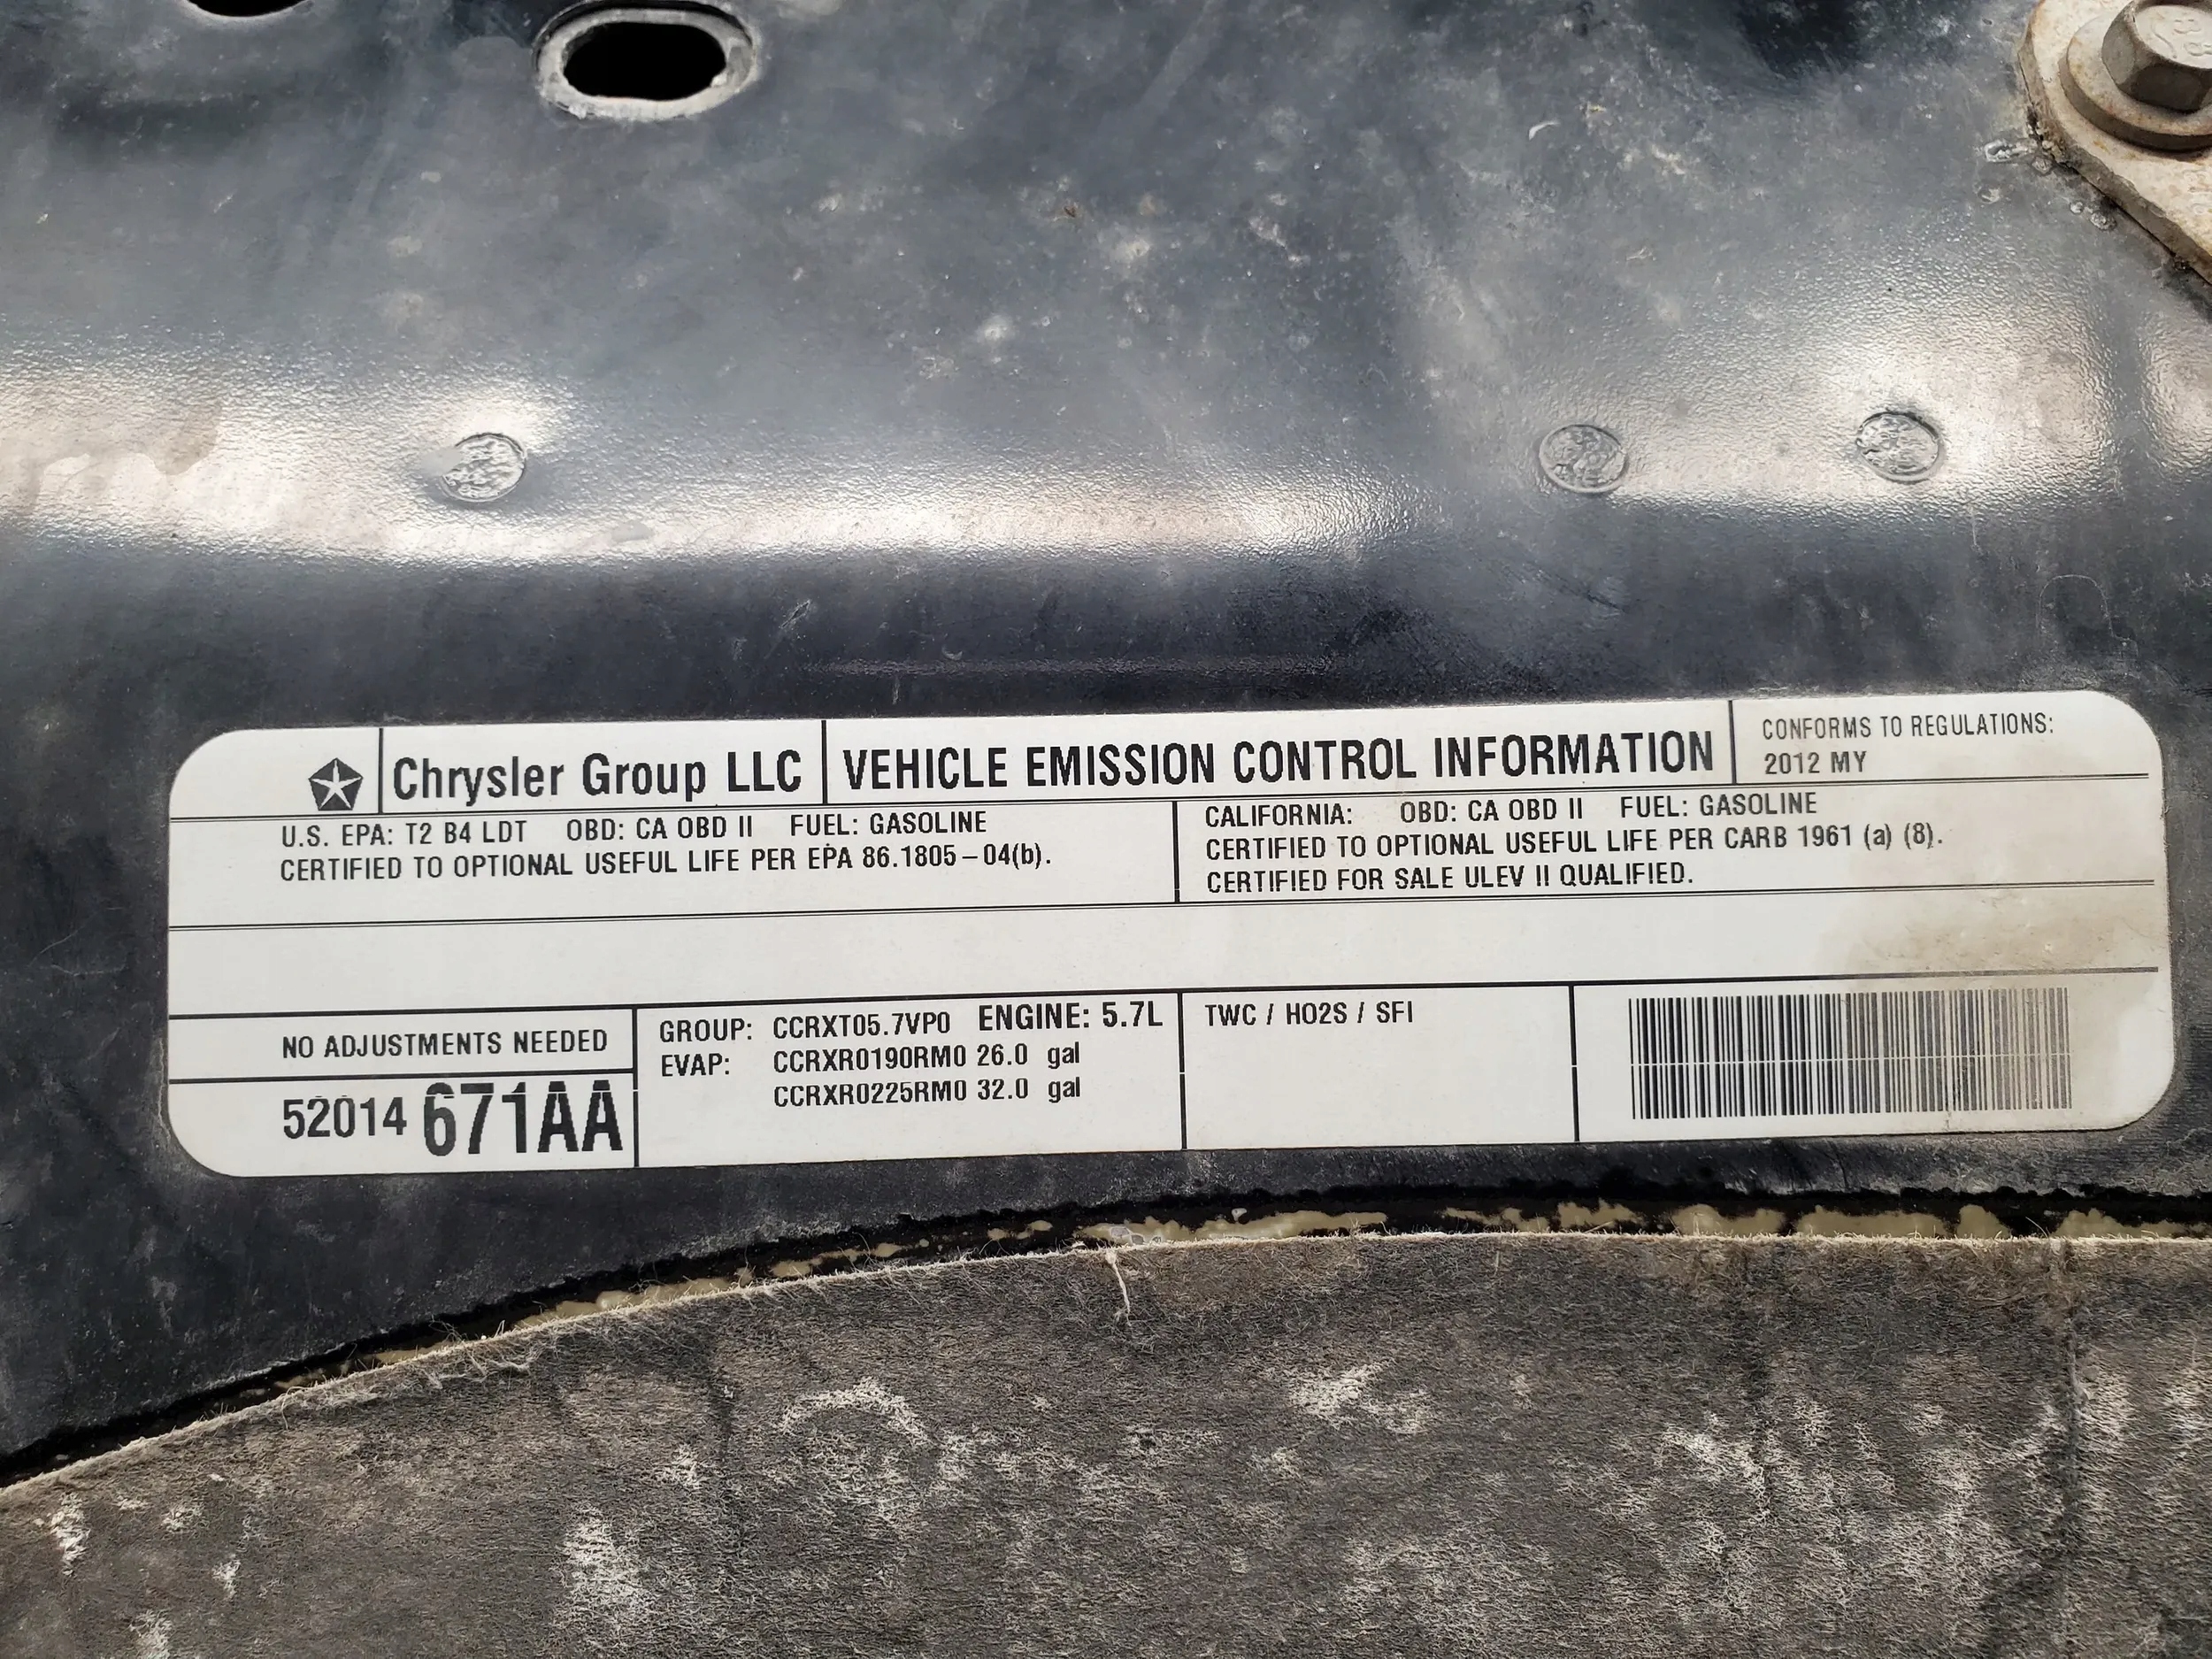 Chrysler Group LLC VEHICLE EMISSION CONTROL INFORMATION
CONFORMS TO REGULATIONS:
2012 MY
U.S. EPA: T2 B4 LDT OBD: CA OBD II FUEL: GASOLINE
CERTIFIED TO OPTIONAL USEFUL LIFE PER EPA 86.1805-04(b).
CALIFORNIA: OBD: CA OBD II FUEL: GASOLINE
CERTIFIED TO OPTIONAL USEFUL LIFE PER CARB 1961 (a) (8).
CERTIFIED FOR SALE ULEV II QUALIFIED.
NO ADJUSTMENTS NEEDED
52014 671AA
GROUP: CCRXT05.7VP0 ENGINE: 5.7L
EVAP: CCRXR0190RM0 26.0 gal
CCRXR0225RM0 32.0 gal
TWC / HO2S / SFI